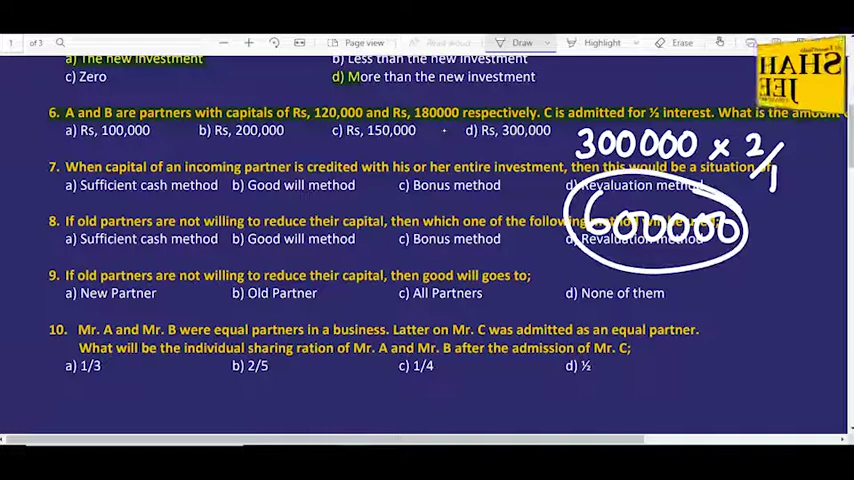 1 of 3 Page view Read aloud Draw Highlight Erase
a) The new investment b) Less than the new investment
c) Zero d) More than the new investment
SHAH
JEE
6. A and B are partners with capitals of Rs, 120,000 and Rs, 180000 respectively. C is admitted for ½ interest. What is the amount
a) Rs, 100,000 b) Rs, 200,000 c) Rs, 150,000 d) Rs, 300,000
300000 × 2/1
7. When capital of an incoming partner is credited with his or her entire investment, then this would be a situation of
a) Sufficient cash method b) Good will method c) Bonus method d) Revaluation method
600000
8. If old partners are not willing to reduce their capital, then which one of the following method will be used;
a) Sufficient cash method b) Good will method c) Bonus method d) Revaluation method
9. If old partners are not willing to reduce their capital, then good will goes to;
a) New Partner b) Old Partner c) All Partners d) None of them
10. Mr. A and Mr. B were equal partners in a business. Latter on Mr. C was admitted as an equal partner.
What will be the individual sharing ration of Mr. A and Mr. B after the admission of Mr. C;
a) 1/3 b) 2/5 c) 1/4 d) ½